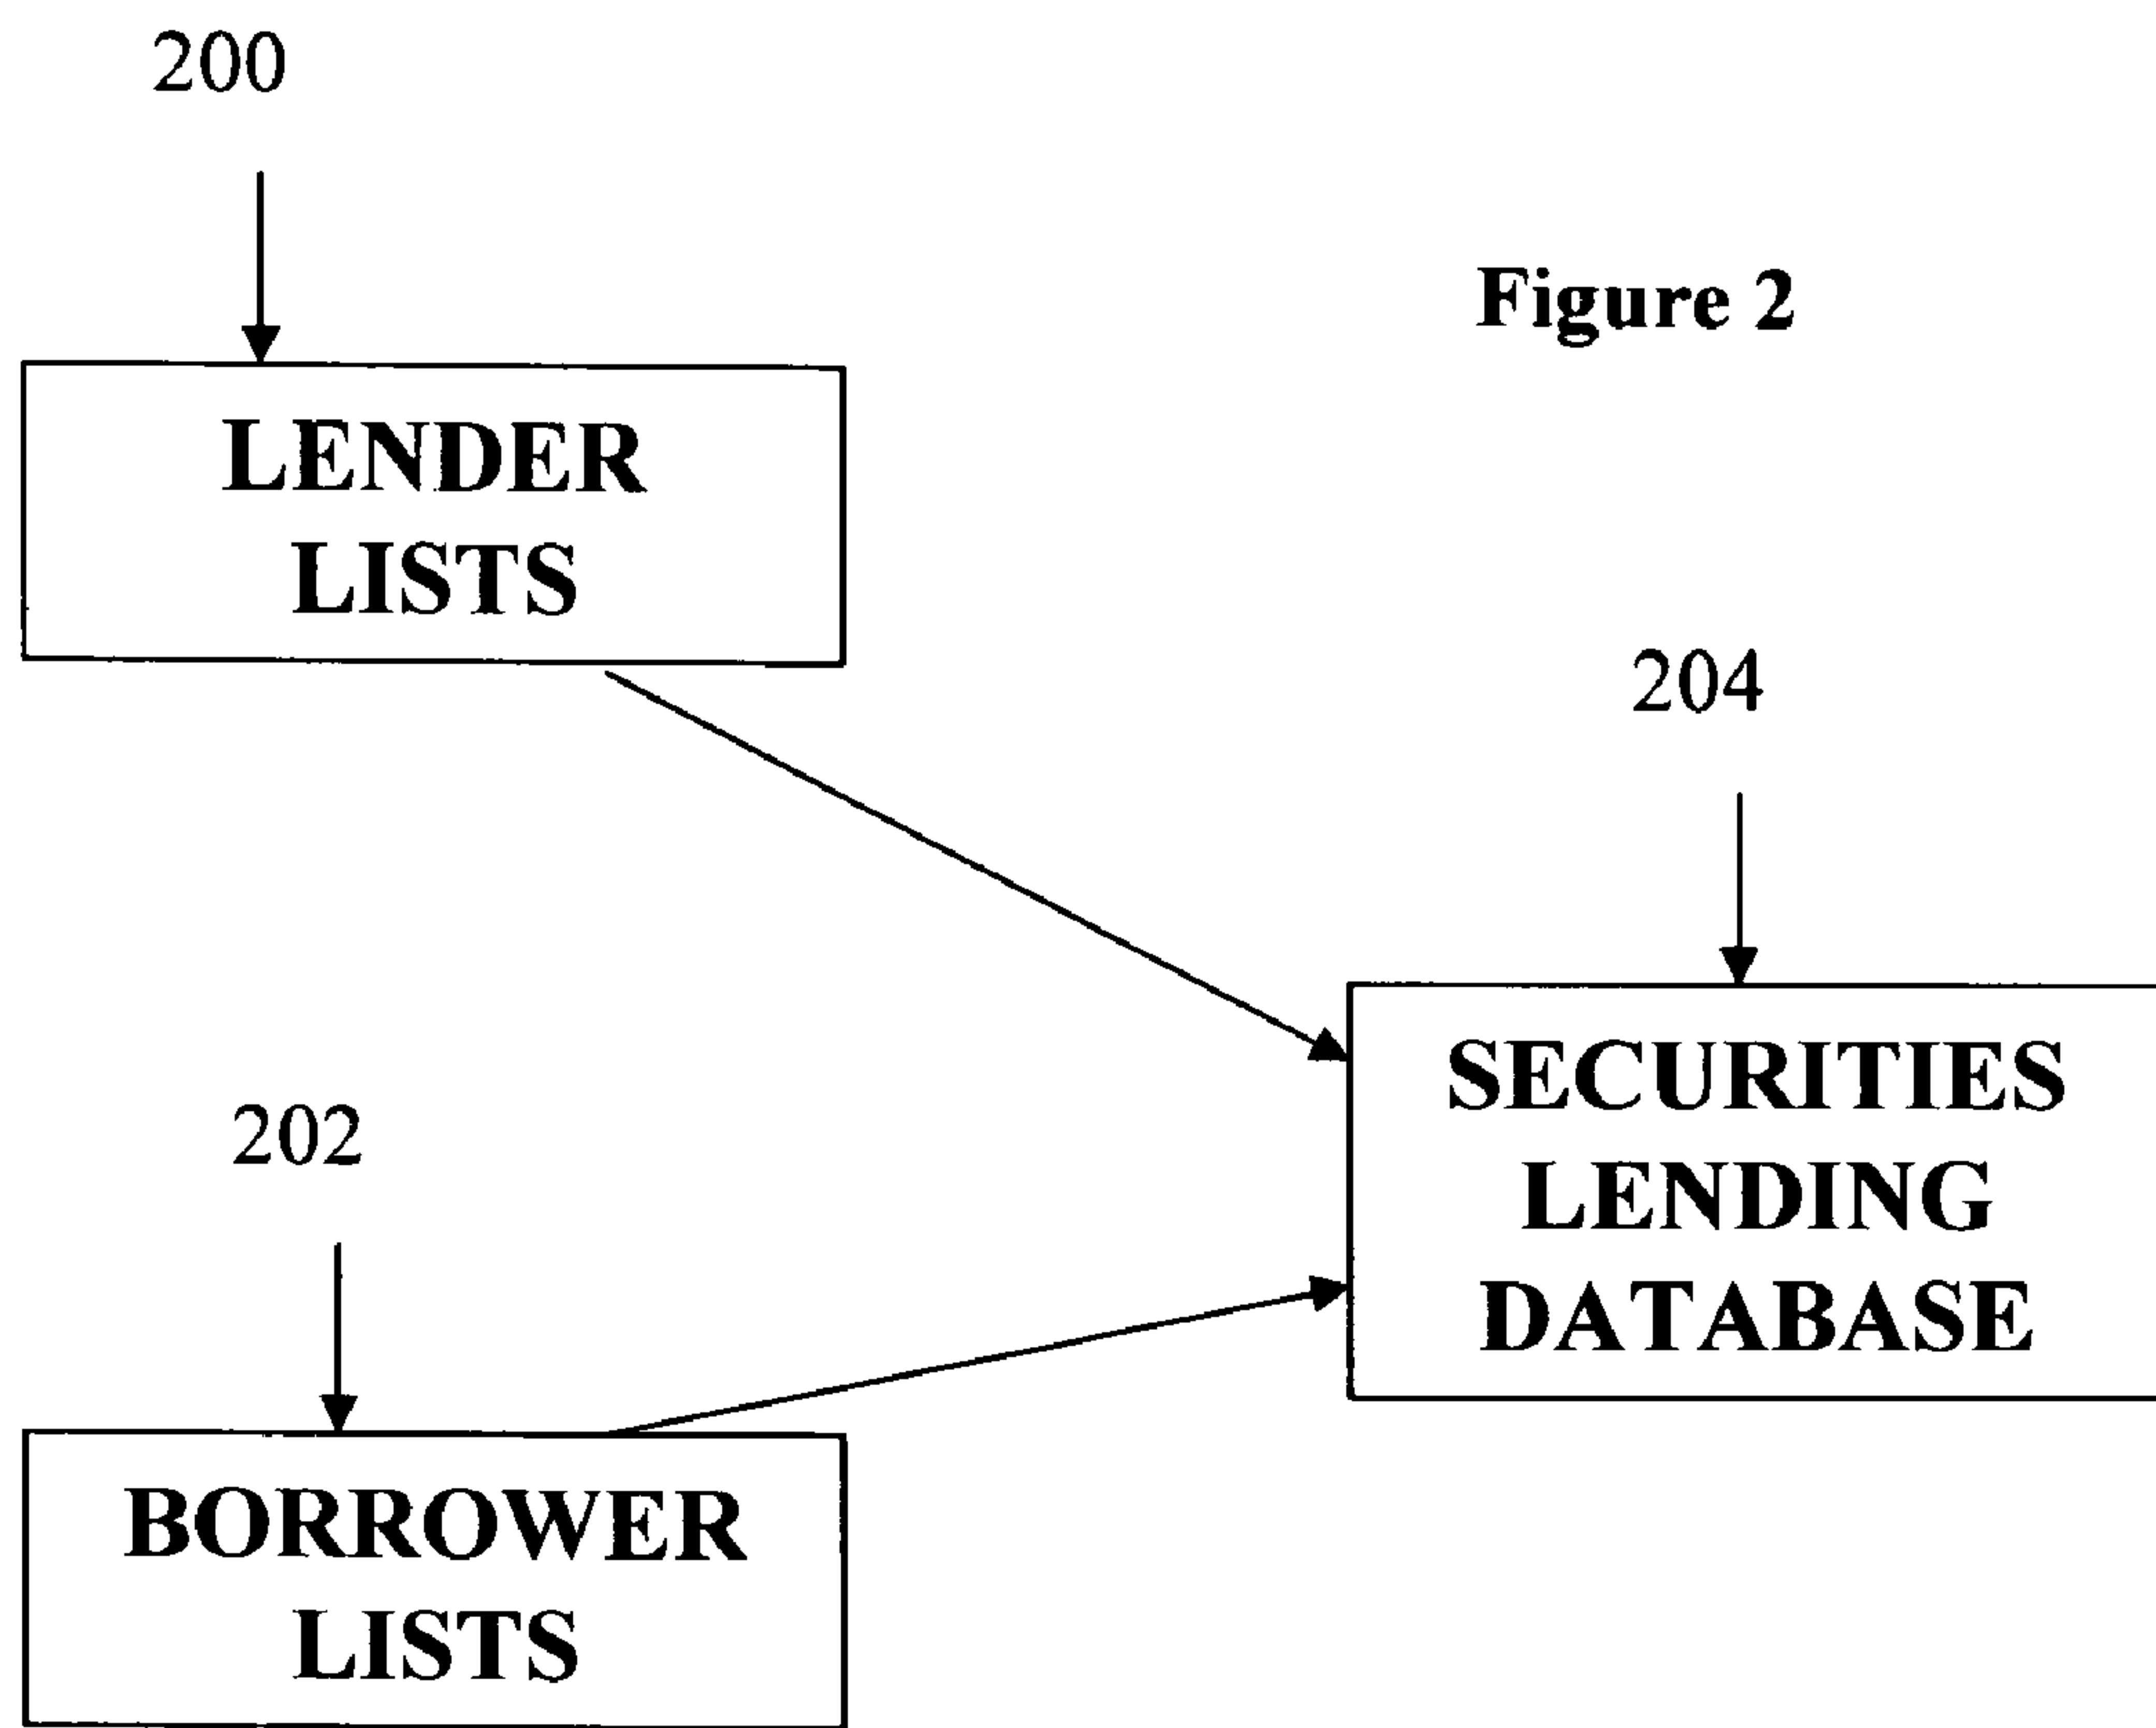 200
Figure 2
LENDER
LISTS
204
SECURITIES
LENDING
DATABASE
202
BORROWER
LISTS